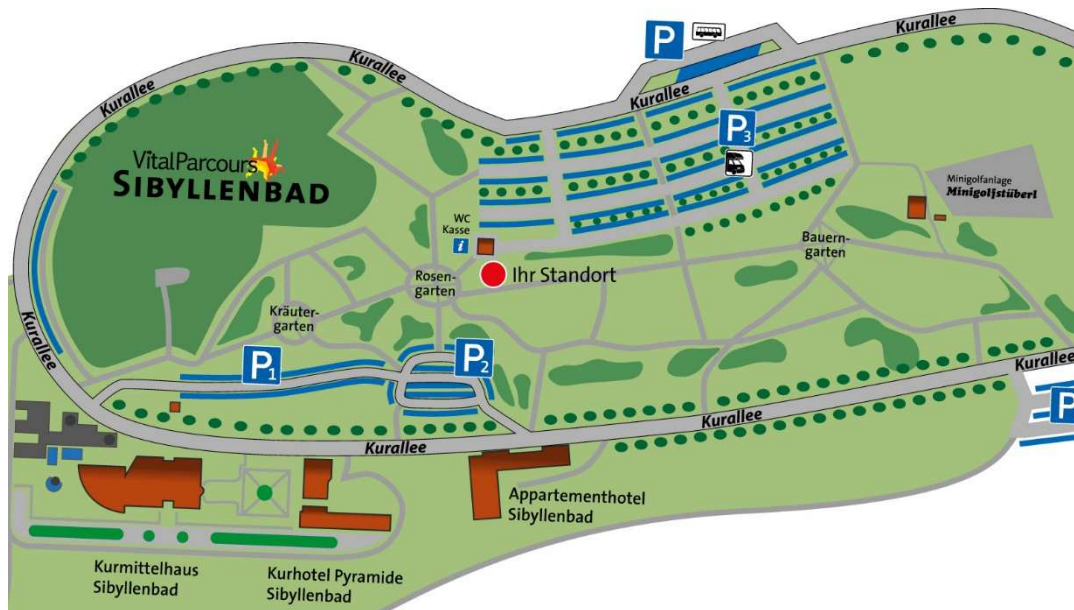 P
Kurallee
Kurallee
Kurallee
Kurallee
P3
VitalParcours
SIBYLLENBAD
Minigolfanlage
Minigolfstüberl
WC
Kasse
i
Ihr Standort
Rosen-
garten
Bauern-
garten
Kräuter-
garten
Kurallee
P1
P2
Kurallee
P
Kurallee
Kurallee
Appartementhotel
Sibyllenbad
Kurmittelhaus
Sibyllenbad
Kurhotel Pyramide
Sibyllenbad